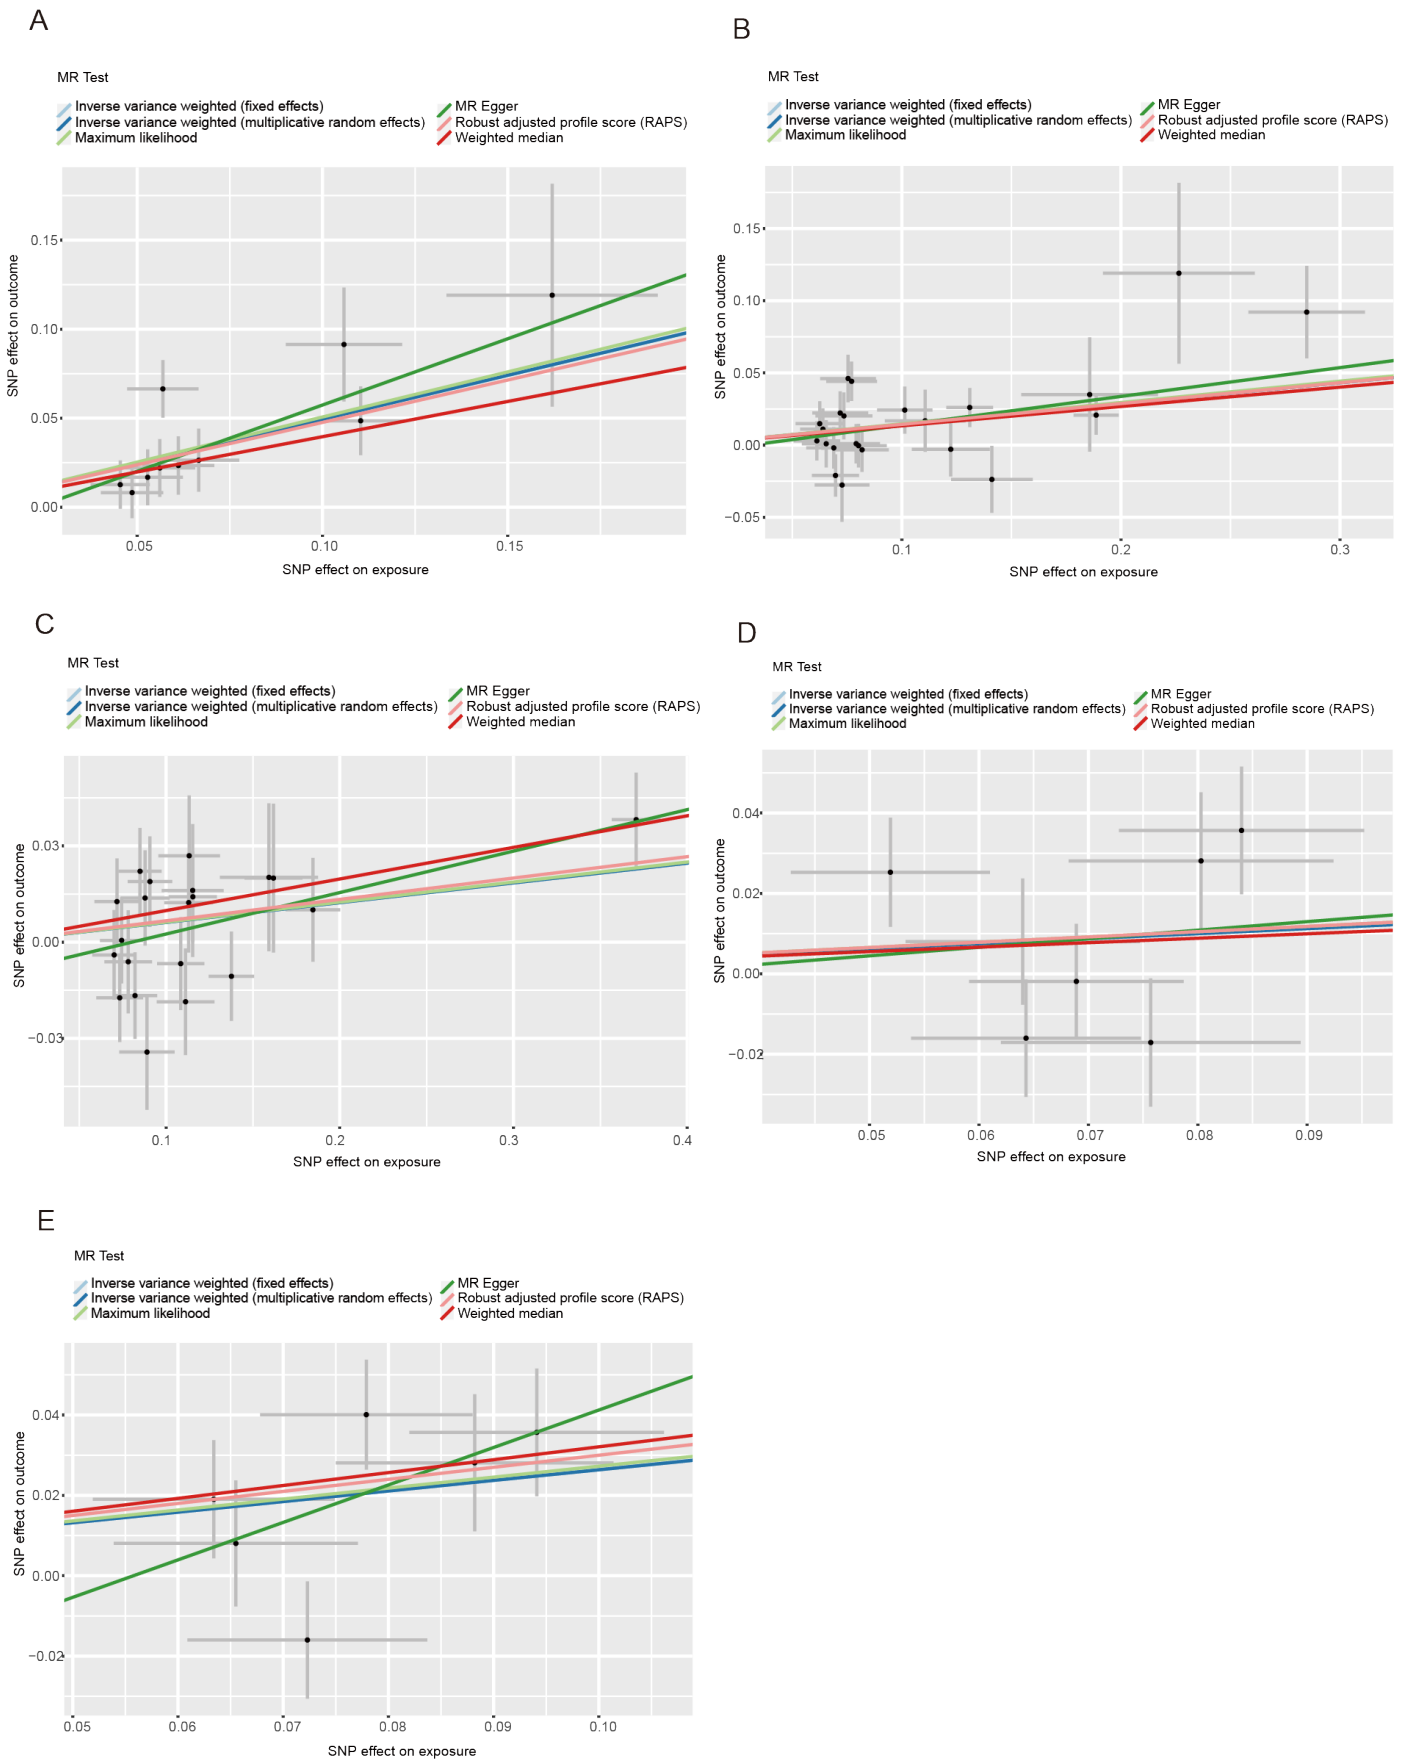 A
MR Test
Inverse variance weighted (fixed effects)
Inverse variance weighted (multiplicative random effects)
Maximum likelihood
MR Egger
Robust adjusted profile score (RAPS)
Weighted median
SNP effect on outcome
0.15
0.10
0.05
0.00
0.05 0.10 0.15
SNP effect on exposure
B
MR Test
Inverse variance weighted (fixed effects)
Inverse variance weighted (multiplicative random effects)
Maximum likelihood
MR Egger
Robust adjusted profile score (RAPS)
Weighted median
SNP effect on outcome
0.15
0.10
0.05
0.00
−0.05
0.1 0.2 0.3
SNP effect on exposure
C
MR Test
Inverse variance weighted (fixed effects)
Inverse variance weighted (multiplicative random effects)
Maximum likelihood
MR Egger
Robust adjusted profile score (RAPS)
Weighted median
SNP effect on outcome
0.03
0.00
−0.03
0.1 0.2 0.3 0.4
SNP effect on exposure
D
MR Test
Inverse variance weighted (fixed effects)
Inverse variance weighted (multiplicative random effects)
Maximum likelihood
MR Egger
Robust adjusted profile score (RAPS)
Weighted median
SNP effect on outcome
0.04
0.02
0.00
−0.02
0.05 0.06 0.07 0.08 0.09
SNP effect on exposure
E
MR Test
Inverse variance weighted (fixed effects)
Inverse variance weighted (multiplicative random effects)
Maximum likelihood
MR Egger
Robust adjusted profile score (RAPS)
Weighted median
SNP effect on outcome
0.04
0.02
0.00
−0.02
0.05 0.06 0.07 0.08 0.09 0.10
SNP effect on exposure